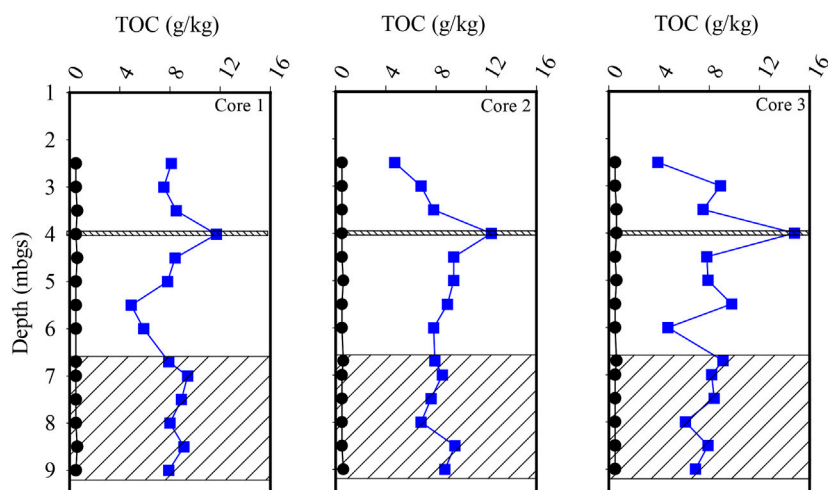 TOC (g/kg) TOC (g/kg) TOC (g/kg)
0 4 8 12 16 0 4 8 12 16 0 4 8 12 16
1
Core 1 Core 2 Core 3
2
3
4
5
6
7
8
9
Depth (mbgs)